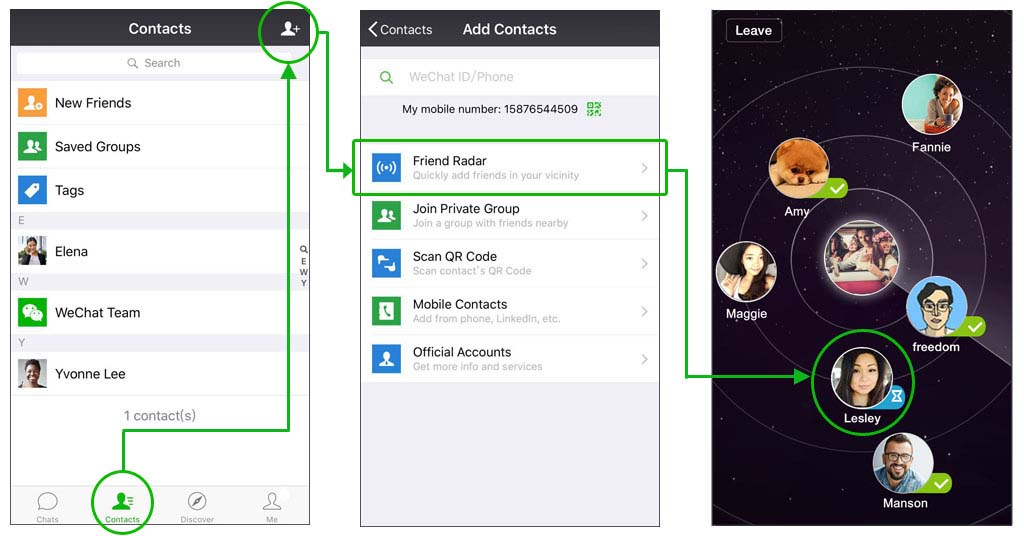 Contacts
Search
New Friends
Saved Groups
Tags
E
Elena
W
WeChat Team
Y
Yvonne Lee
1 contact(s)
E
W
Y
Chats
Contacts
Discover
Me
Contacts
Add Contacts
WeChat ID/Phone
My mobile number: 15876544509
Friend Radar
Quickly add friends in your vicinity
Join Private Group
Join a group with friends nearby
Scan QR Code
Scan contact's QR Code
Mobile Contacts
Add from phone, LinkedIn, etc.
Official Accounts
Get more info and services
Leave
Fannie
Amy
Maggie
freedom
Lesley
Manson